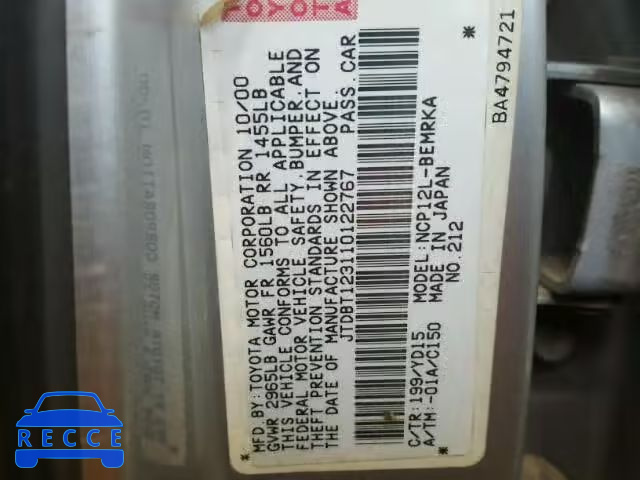 TOYOTA
MFD.BY:TOYOTA MOTOR CORPORATION 10/00
GVWR 2965LB GAWR FR 1560LB RR 1455LB
THIS VEHICLE CONFORMS TO ALL APPLICABLE
FEDERAL MOTOR VEHICLE SAFETY,BUMPER,AND
THEFT PREVENTION STANDARDS IN EFFECT ON
THE DATE OF MANUFACTURE SHOWN ABOVE.
*JTDBT123110122767 PASS.CAR*
C/TR:199/YD15 MODEL:NCP12L-BEMRKA
A/TM:-01A/C150 MADE IN JAPAN
NO.212
BA4794721
RECCE